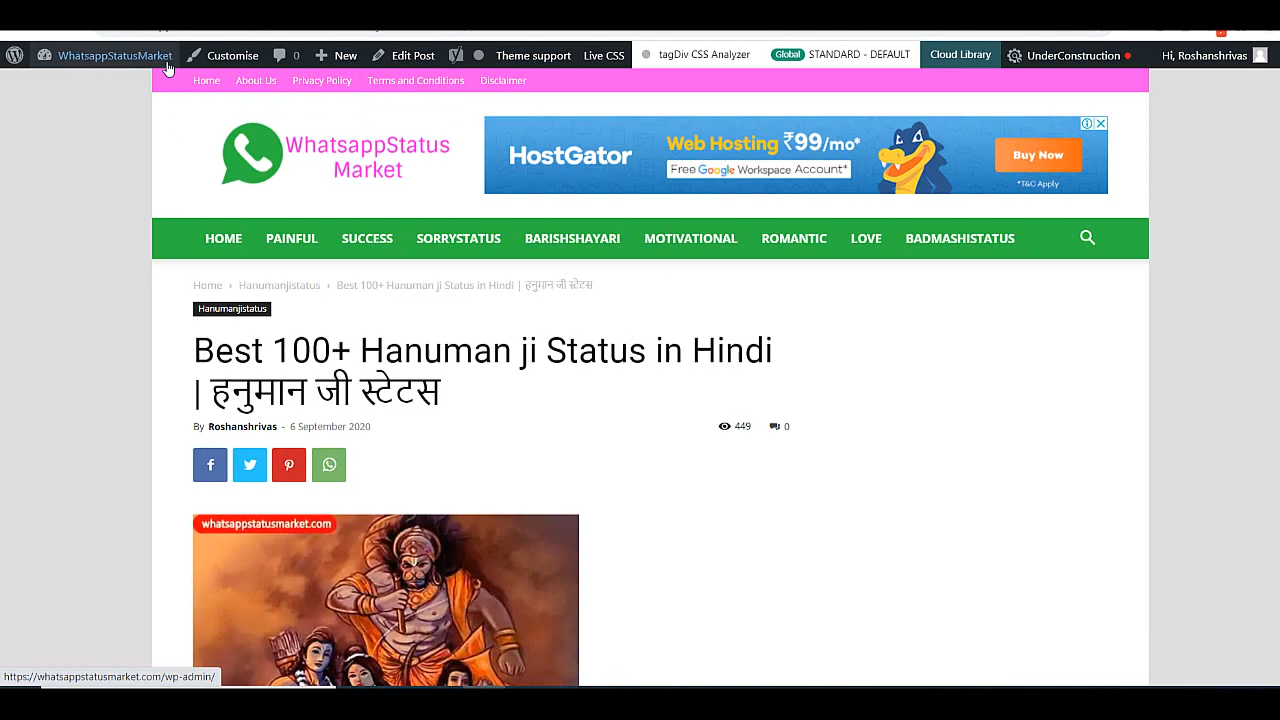 WhatsappStatusMarket Customise 0 New Edit Post Theme support Live CSS tagDiv CSS Analyzer Global STANDARD - DEFAULT Cloud Library UnderConstruction Hi, Roshanshrivas
Home About Us Privacy Policy Terms and Conditions Disclaimer
WhatsappStatus
Market
HostGator
Web Hosting ₹99/mo*
Free Google Workspace Account*
Buy Now
*T&C Apply
HOME PAINFUL SUCCESS SORRYSTATUS BARISHSHAYARI MOTIVATIONAL ROMANTIC LOVE BADMASHISTATUS
Home › Hanumanjistatus › Best 100+ Hanuman ji Status in Hindi | हनुमान जी स्टेटस
Hanumanjistatus
Best 100+ Hanuman ji Status in Hindi
| हनुमान जी स्टेटस
By Roshanshrivas - 6 September 2020 449 0
whatsappstatusmarket.com
https://whatsappstatusmarket.com/wp-admin/